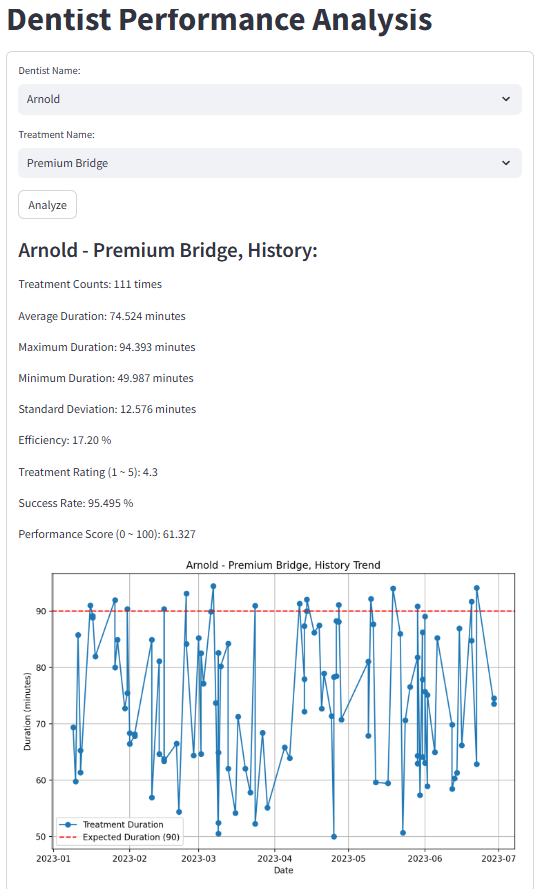 Dentist Performance Analysis
Dentist Name:
Arnold
Treatment Name:
Premium Bridge
Analyze
Arnold - Premium Bridge, History:
Treatment Counts: 111 times
Average Duration: 74.524 minutes
Maximum Duration: 94.393 minutes
Minimum Duration: 49.987 minutes
Standard Deviation: 12.576 minutes
Efficiency: 17.20 %
Treatment Rating (1 ~ 5): 4.3
Success Rate: 95.495 %
Performance Score (0 ~ 100): 61.327
Arnold - Premium Bridge, History Trend
90
80
70
60
50
Duration (minutes)
Treatment Duration
Expected Duration (90)
2023-01 2023-02 2023-03 2023-04 2023-05 2023-06 2023-07
Date